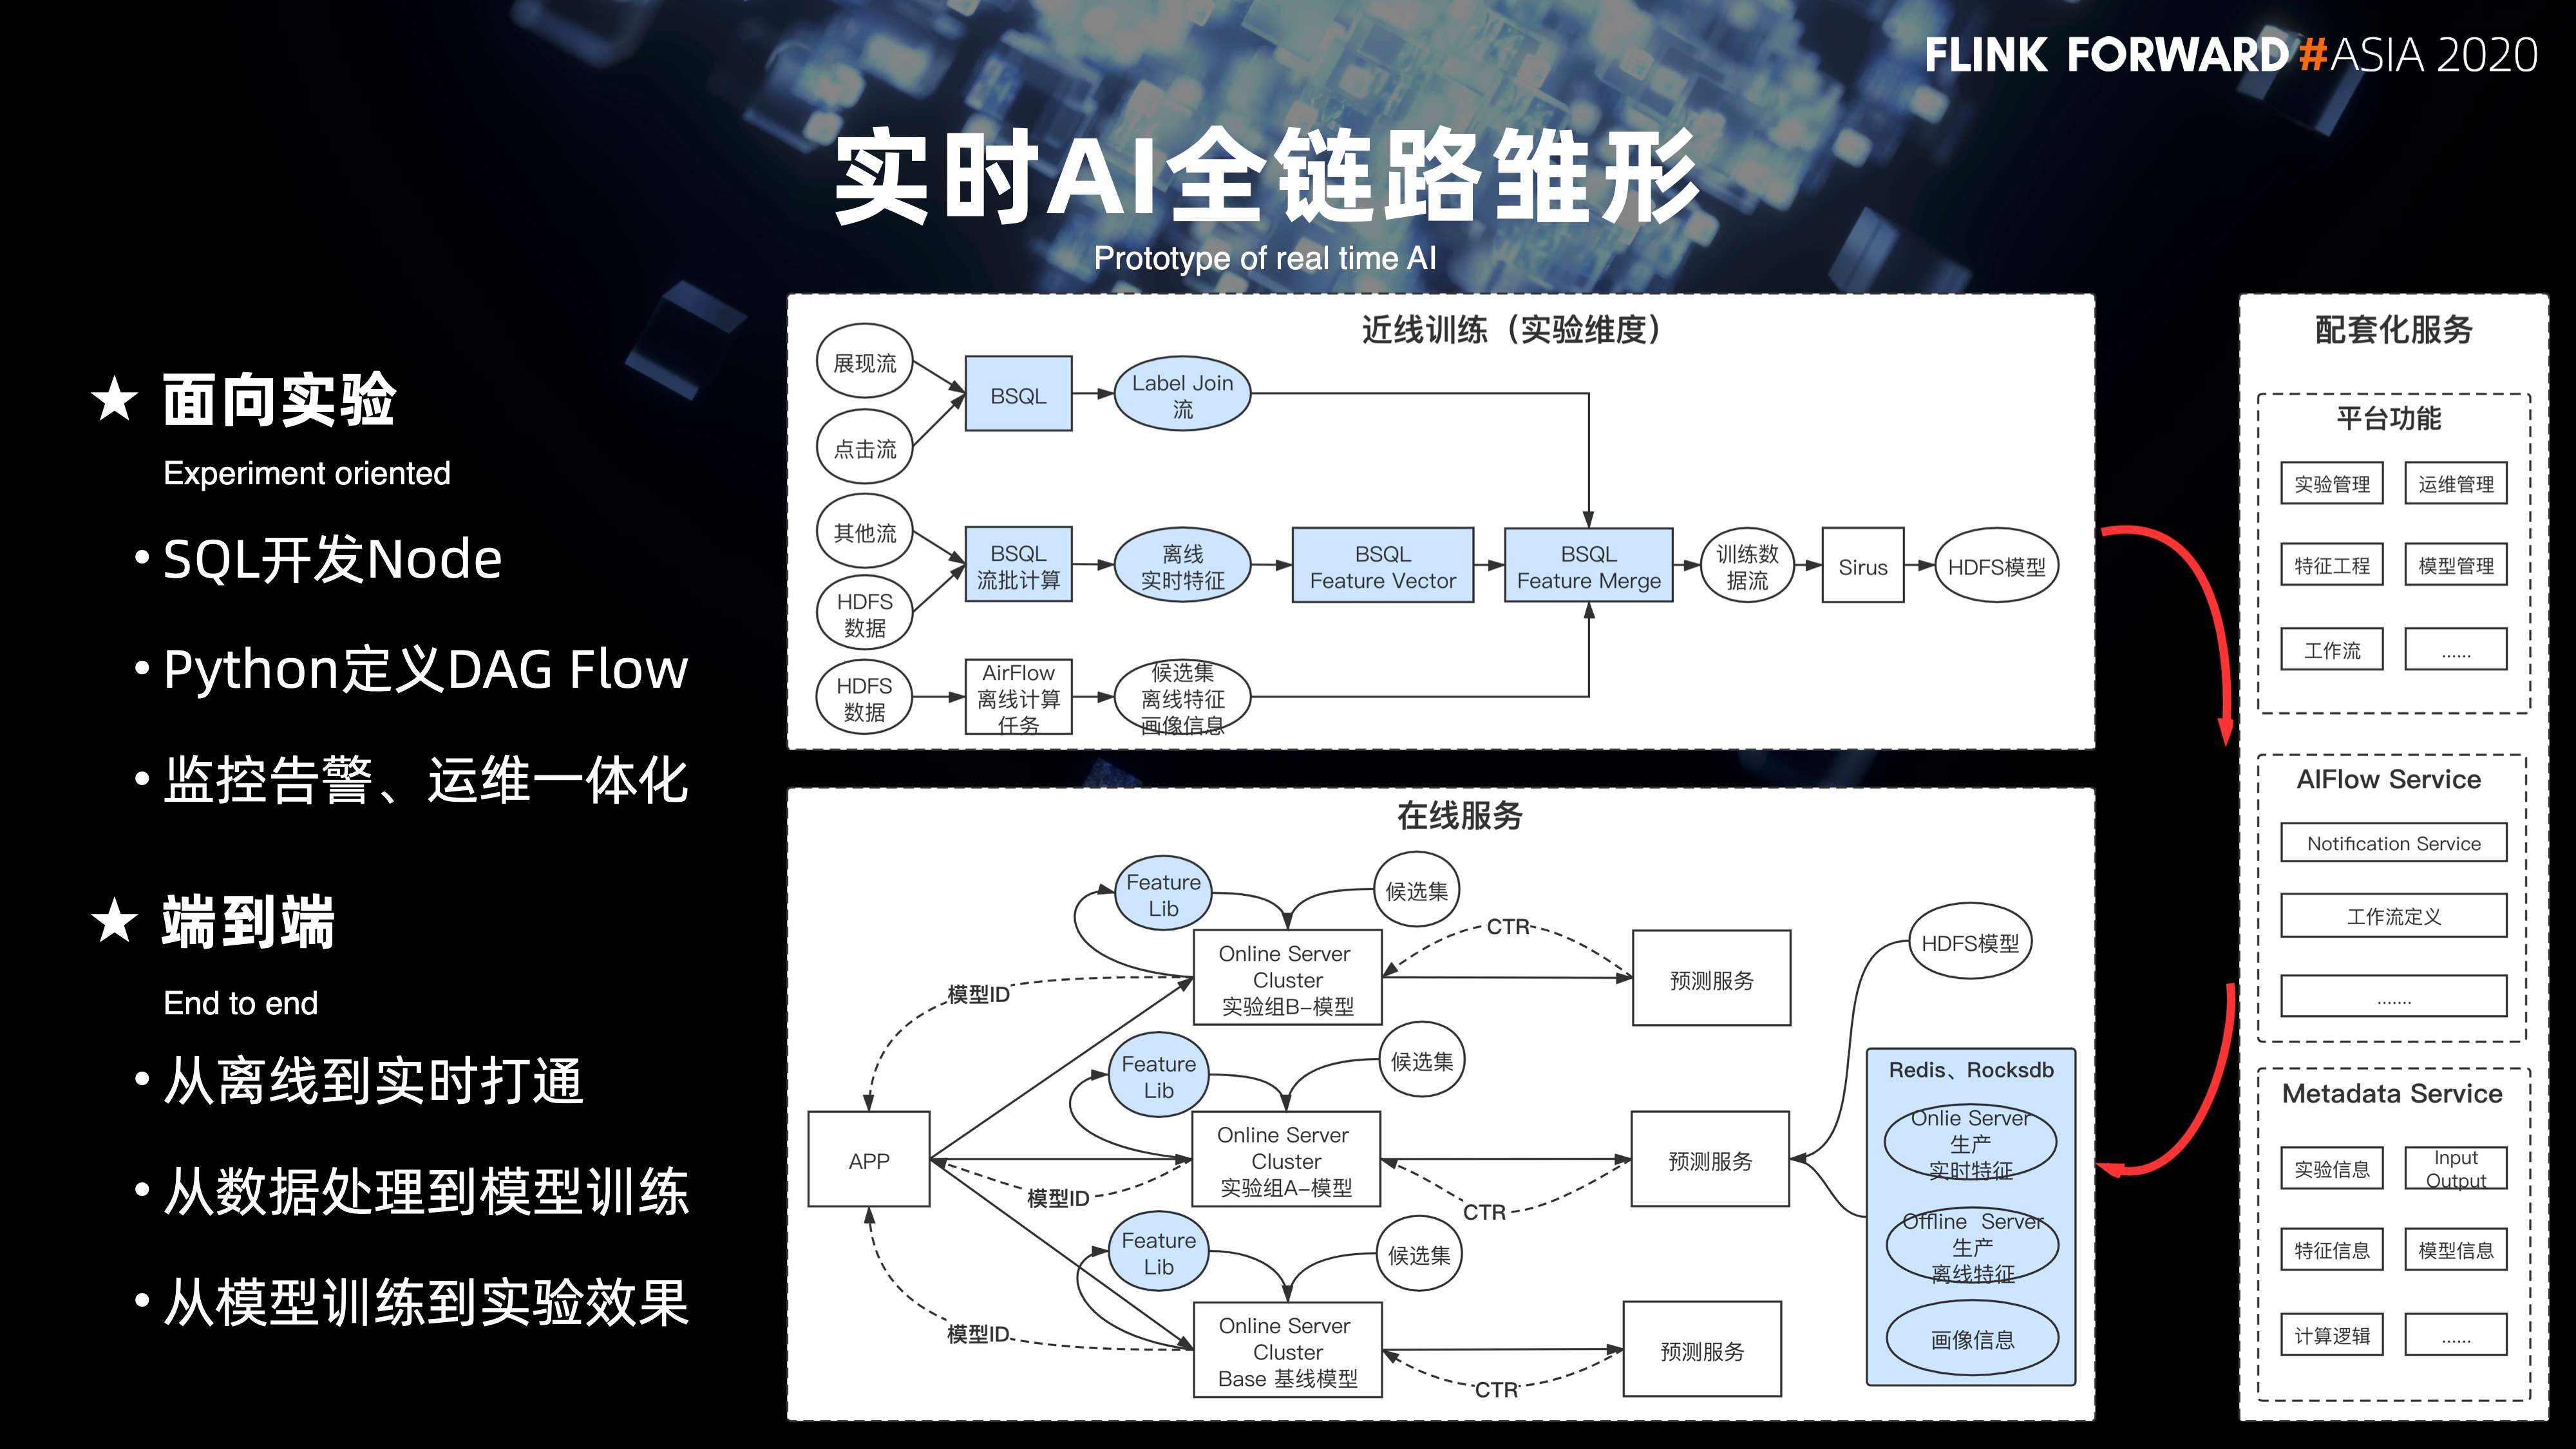 FLINK FORWARD #ASIA 2020
实时AI全链路雏形
Prototype of real time AI
★ 面向实验
Experiment oriented
• SQL开发Node
• Python定义DAG Flow
• 监控告警、运维一体化
★ 端到端
End to end
• 从离线到实时打通
• 从数据处理到模型训练
• 从模型训练到实验效果
近线训练（实验维度）
展现流
点击流
BSQL
Label Join
流
其他流
HDFS
数据
BSQL
流批计算
离线
实时特征
BSQL
Feature Vector
BSQL
Feature Merge
训练数
据流
Sirus
HDFS模型
HDFS
数据
AirFlow
离线计算
任务
候选集
离线特征
画像信息
在线服务
Feature
Lib
候选集
Online Server
Cluster
实验组B-模型
CTR
预测服务
模型ID
Feature
Lib
候选集
APP
Online Server
Cluster
实验组A-模型
模型ID
CTR
预测服务
Feature
Lib
候选集
Online Server
Cluster
Base 基线模型
模型ID
CTR
预测服务
HDFS模型
Redis、Rocksdb
Onlie Server
生产
实时特征
Offline Server
生产
离线特征
画像信息
配套化服务
平台功能
实验管理
运维管理
特征工程
模型管理
工作流
......
AIFlow Service
Notification Service
工作流定义
.......
Metadata Service
实验信息
Input
Output
特征信息
模型信息
计算逻辑
......